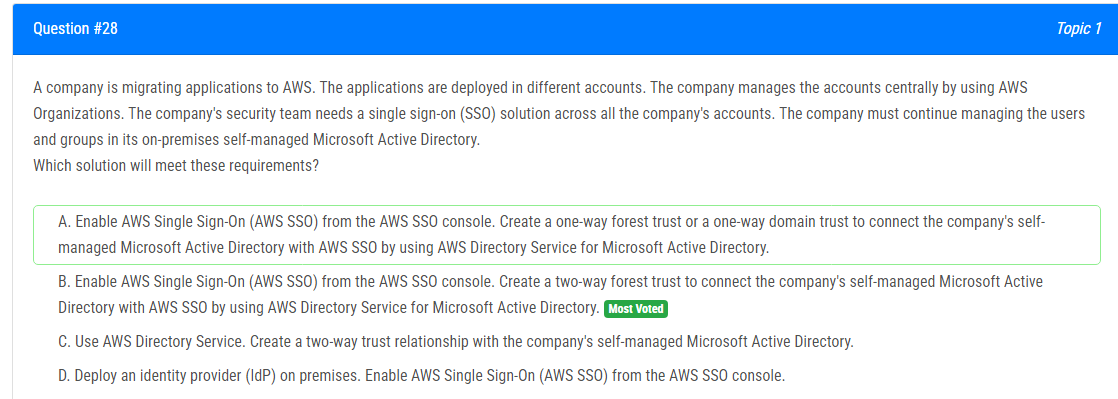 Question #28
Topic 1
A company is migrating applications to AWS. The applications are deployed in different accounts. The company manages the accounts centrally by using AWS
Organizations. The company's security team needs a single sign-on (SSO) solution across all the company's accounts. The company must continue managing the users
and groups in its on-premises self-managed Microsoft Active Directory.
Which solution will meet these requirements?
A. Enable AWS Single Sign-On (AWS SSO) from the AWS SSO console. Create a one-way forest trust or a one-way domain trust to connect the company's self-
managed Microsoft Active Directory with AWS SSO by using AWS Directory Service for Microsoft Active Directory.
B. Enable AWS Single Sign-On (AWS SSO) from the AWS SSO console. Create a two-way forest trust to connect the company's self-managed Microsoft Active
Directory with AWS SSO by using AWS Directory Service for Microsoft Active Directory. Most Voted
C. Use AWS Directory Service. Create a two-way trust relationship with the company's self-managed Microsoft Active Directory.
D. Deploy an identity provider (IdP) on premises. Enable AWS Single Sign-On (AWS SSO) from the AWS SSO console.